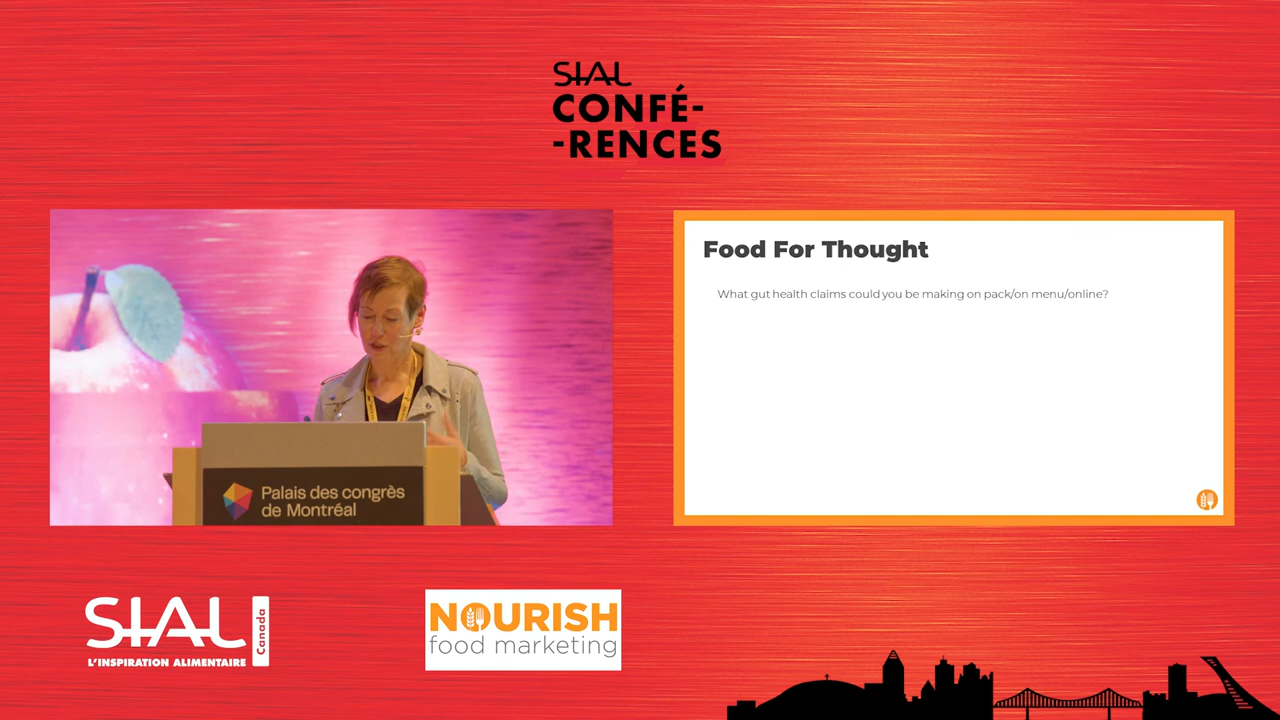 SIAL
CONFÉ-
-RENCES
Food For Thought
What gut health claims could you be making on pack/on menu/online?
Palais des congrès
de Montréal
SIAL
Canada
L'INSPIRATION ALIMENTAIRE
NOURISH
food marketing